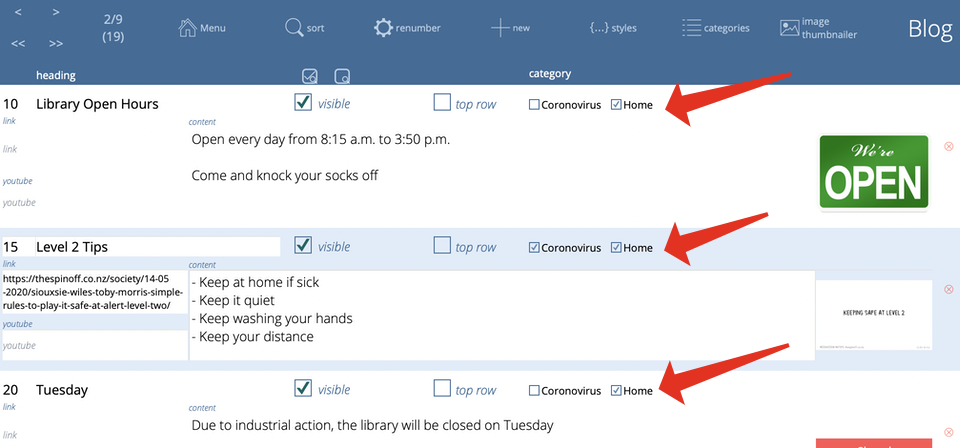 < > 2/9 Menu sort renumber new {...} styles categories image thumbnailer Blog
<< >> (19)
heading category
10 Library Open Hours visible top row Coronovirus Home
link content
link Open every day from 8:15 a.m. to 3:50 p.m.
We're OPEN
youtube Come and knock your socks off
youtube
15 Level 2 Tips visible top row Coronovirus Home
link content
https://thespinoff.co.nz/society/14-05
-2020/siouxsie-wiles-toby-morris-simple-
rules-to-play-it-safe-at-alert-level-two/
- Keep at home if sick
- Keep it quiet
- Keep washing your hands
- Keep your distance
KEEPING SAFE AT LEVEL 2
youtube
youtube
20 Tuesday visible top row Coronovirus Home
link content
link Due to industrial action, the library will be closed on Tuesday